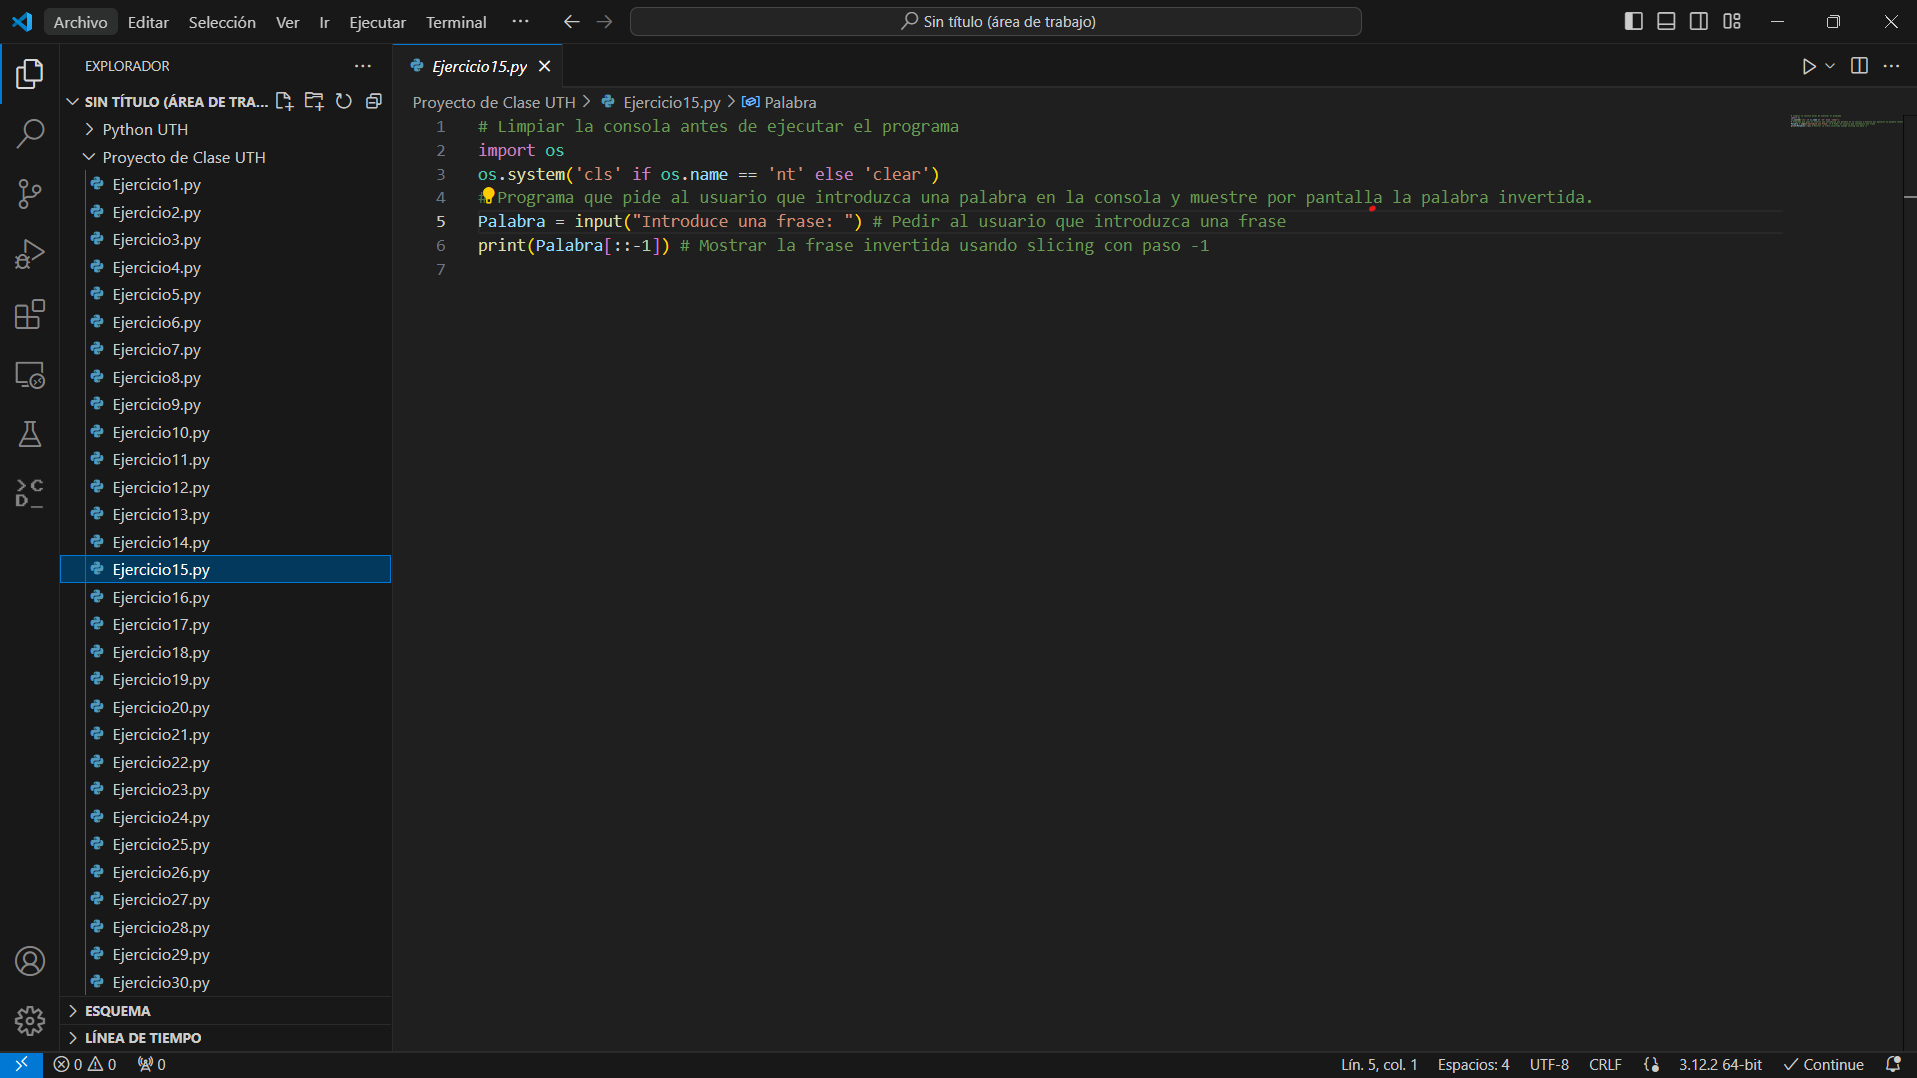 Archivo Editar Selección Ver Ir Ejecutar Terminal ··· Sin título (área de trabajo)
EXPLORADOR ···
SIN TÍTULO (ÁREA DE TRA...
Python UTH
Proyecto de Clase UTH
Ejercicio1.py
Ejercicio2.py
Ejercicio3.py
Ejercicio4.py
Ejercicio5.py
Ejercicio6.py
Ejercicio7.py
Ejercicio8.py
Ejercicio9.py
Ejercicio10.py
Ejercicio11.py
Ejercicio12.py
Ejercicio13.py
Ejercicio14.py
Ejercicio15.py
Ejercicio16.py
Ejercicio17.py
Ejercicio18.py
Ejercicio19.py
Ejercicio20.py
Ejercicio21.py
Ejercicio22.py
Ejercicio23.py
Ejercicio24.py
Ejercicio25.py
Ejercicio26.py
Ejercicio27.py
Ejercicio28.py
Ejercicio29.py
Ejercicio30.py
ESQUEMA
LÍNEA DE TIEMPO
Ejercicio15.py
Proyecto de Clase UTH > Ejercicio15.py > Palabra
1 # Limpiar la consola antes de ejecutar el programa
2 import os
3 os.system('cls' if os.name == 'nt' else 'clear')
4 # Programa que pide al usuario que introduzca una palabra en la consola y muestre por pantalla la palabra invertida.
5 Palabra = input("Introduce una frase: ") # Pedir al usuario que introduzca una frase
6 print(Palabra[::-1]) # Mostrar la frase invertida usando slicing con paso -1
7
0 0 0 Lín. 5, col. 1 Espacios: 4 UTF-8 CRLF 3.12.2 64-bit Continue